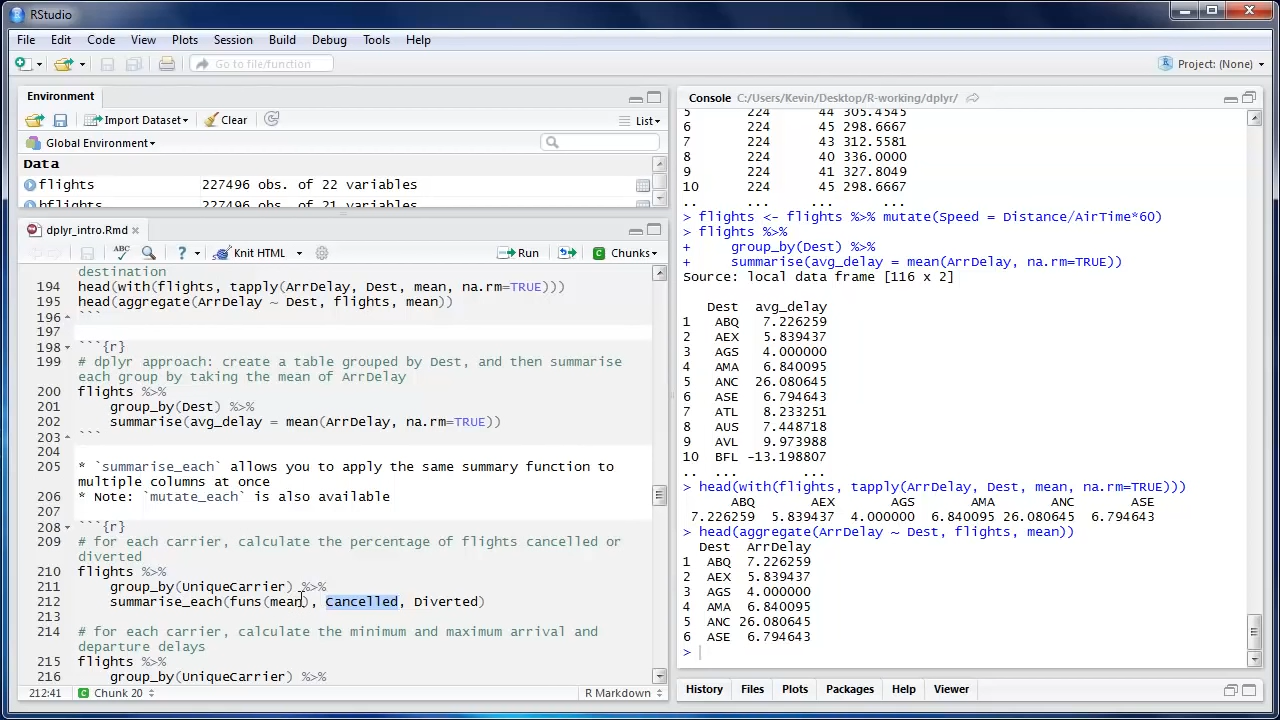 RStudio
File Edit Code View Plots Session Build Debug Tools Help
Go to file/function
Project: (None)
Environment
Import Dataset Clear List
Global Environment
Data
flights 227496 obs. of 22 variables
hflights 227496 obs. of 21 variables
dplyr_intro.Rmd
ABC ? Knit HTML Run Chunks
destination
194 head(with(flights, tapply(ArrDelay, Dest, mean, na.rm=TRUE)))
195 head(aggregate(ArrDelay ~ Dest, flights, mean))
196 ```
197
198 ```{r}
199 # dplyr approach: create a table grouped by Dest, and then summarise
each group by taking the mean of ArrDelay
200 flights %>%
201 group_by(Dest) %>%
202 summarise(avg_delay = mean(ArrDelay, na.rm=TRUE))
203 ```
204
205 * `summarise_each` allows you to apply the same summary function to
multiple columns at once
206 * Note: `mutate_each` is also available
207
208 ```{r}
209 # for each carrier, calculate the percentage of flights cancelled or
diverted
210 flights %>%
211 group_by(UniqueCarrier) %>%
212 summarise_each(funs(mean), Cancelled, Diverted)
213
214 # for each carrier, calculate the minimum and maximum arrival and
departure delays
215 flights %>%
216 group_by(UniqueCarrier) %>%
212:41 Chunk 20 R Markdown
Console C:/Users/Kevin/Desktop/R-working/dplyr/
5 224 44 305.4545
6 224 45 298.6667
7 224 43 312.5581
8 224 40 336.0000
9 224 41 327.8049
10 224 45 298.6667
.. ... ... ...
> flights <- flights %>% mutate(Speed = Distance/AirTime*60)
> flights %>%
+ group_by(Dest) %>%
+ summarise(avg_delay = mean(ArrDelay, na.rm=TRUE))
Source: local data frame [116 x 2]
Dest avg_delay
1 ABQ 7.226259
2 AEX 5.839437
3 AGS 4.000000
4 AMA 6.840095
5 ANC 26.080645
6 ASE 6.794643
7 ATL 8.233251
8 AUS 7.448718
9 AVL 9.973988
10 BFL -13.198807
.. ... ...
> head(with(flights, tapply(ArrDelay, Dest, mean, na.rm=TRUE)))
ABQ AEX AGS AMA ANC ASE
7.226259 5.839437 4.000000 6.840095 26.080645 6.794643
> head(aggregate(ArrDelay ~ Dest, flights, mean))
Dest ArrDelay
1 ABQ 7.226259
2 AEX 5.839437
3 AGS 4.000000
4 AMA 6.840095
5 ANC 26.080645
6 ASE 6.794643
>
History Files Plots Packages Help Viewer